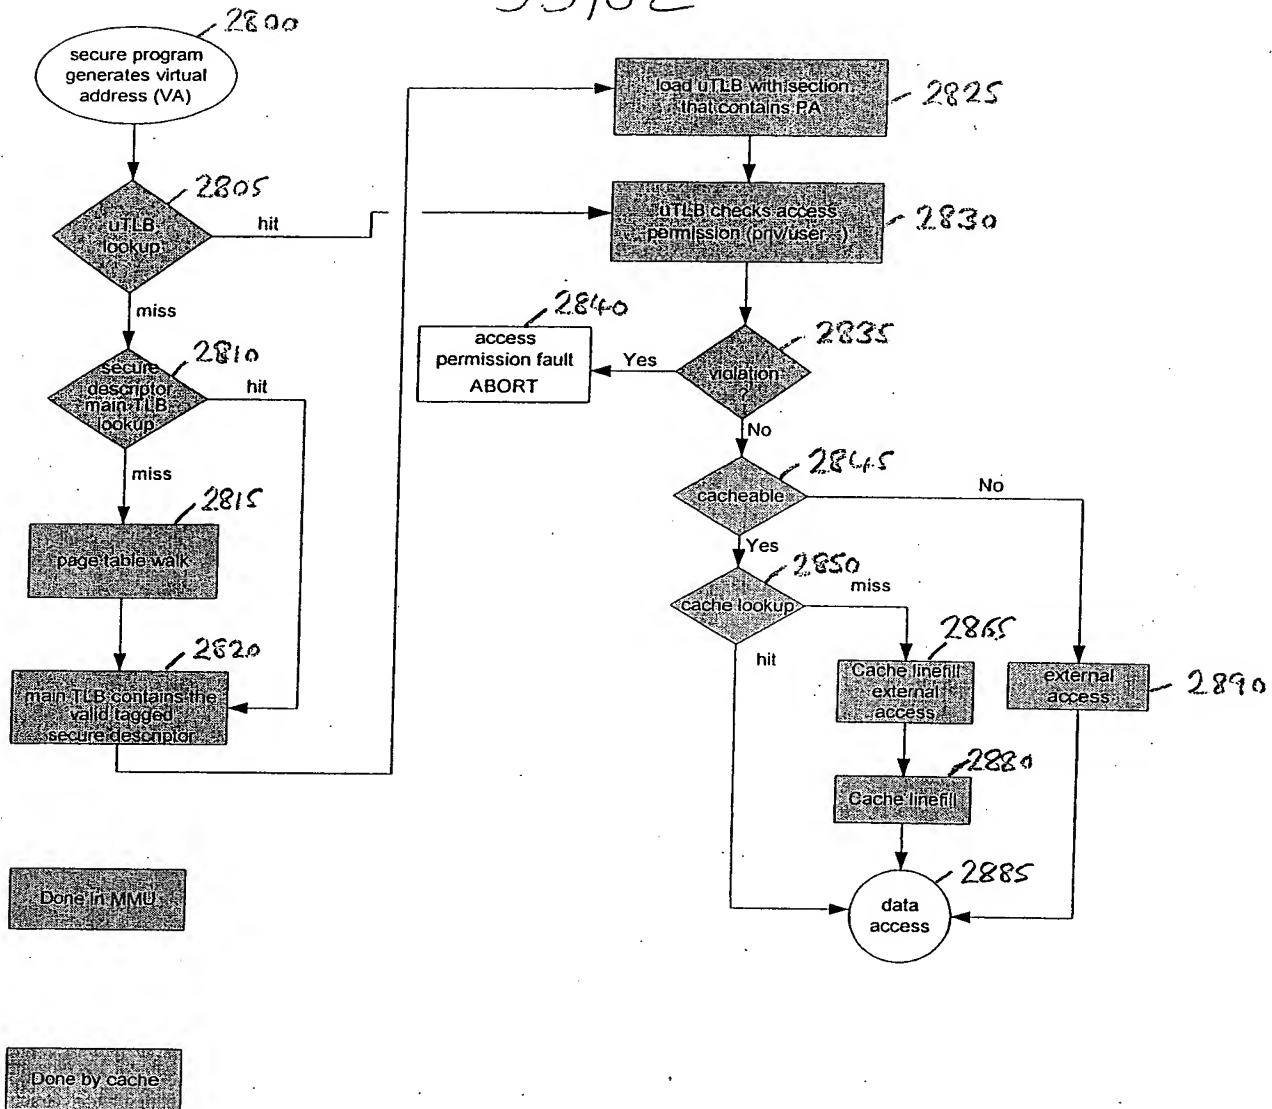 2800
secure program
generates virtual
address (VA)
2805
uTLB
lookup
hit
miss
2810
secure
descriptor
main TLB
lookup
hit
miss
2815
page table walk
2820
main TLB contains the
valid tagged
secure descriptor
load uTLB with section
that contains PA
2825
uTLB checks access
permission (priv/user...)
2830
2840
access
permission fault
ABORT
Yes
2835
violation
?
No
2845
cacheable
No
Yes
2850
cache lookup
miss
hit
2865
Cache linefill
external
access
external
access
2890
2880
Cache linefill
2885
data
access
Done in MMU
Done by cache